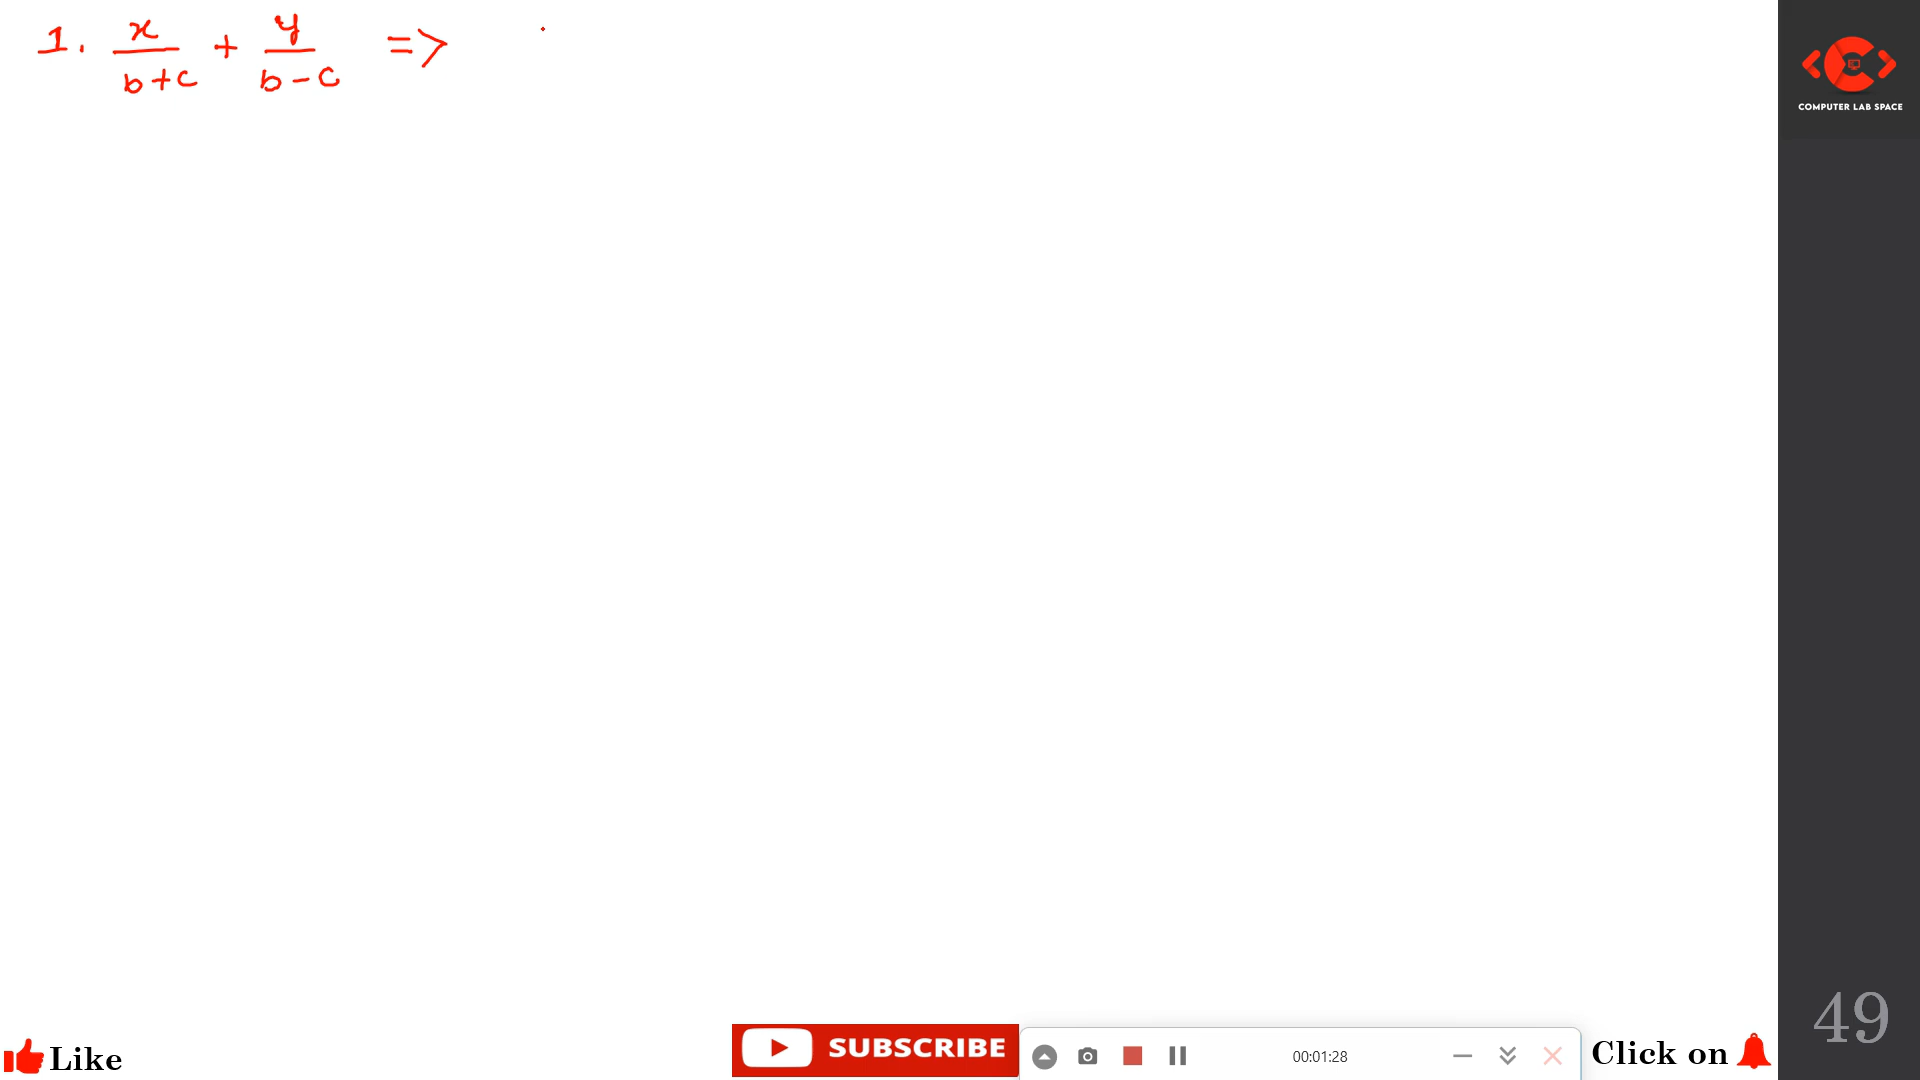 1. x/(b+c) + y/(b-c) =>
COMPUTER LAB SPACE
49
Like
SUBSCRIBE
00:01:28
Click on